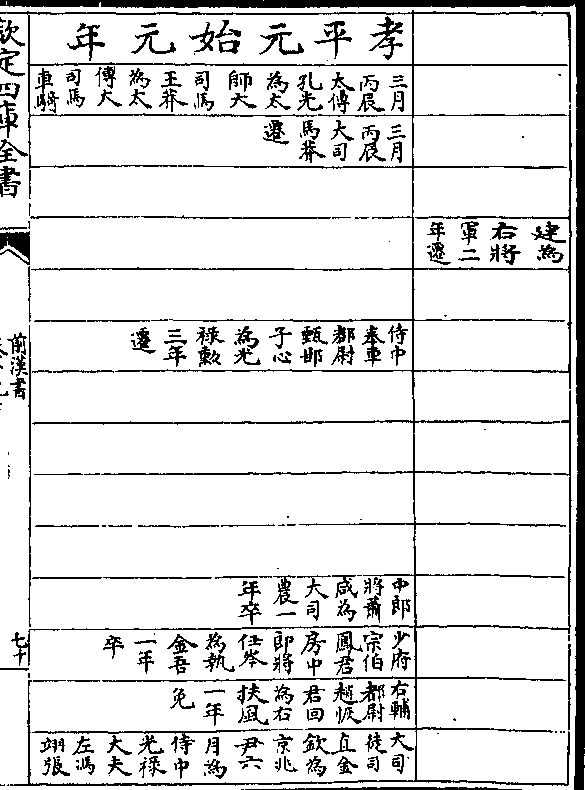 建為
右將
軍二
年遷
孝平元始元年
三月
丙辰
太傅
孔光
為太
師大
司馬
王莽
為太
傅大
司馬
車騎
三月
丙辰
大司
馬莽
遷
侍中
奉車
都尉
甄邯
子心
為光
祿勲
三年
遷
中郎
將蕭
咸為
大司
農一
年卒
少府
宗伯
鳳君
房中
郎將
任岑
為執
金吾
一年
卒
右輔
都尉
趙恢
君回
為右
扶風
一年
免
大司
徒司
直金
欽為
京兆
尹六
月為
侍中
光祿
大夫
左馮
翊張
欽定四庫全書
前漢書
七十